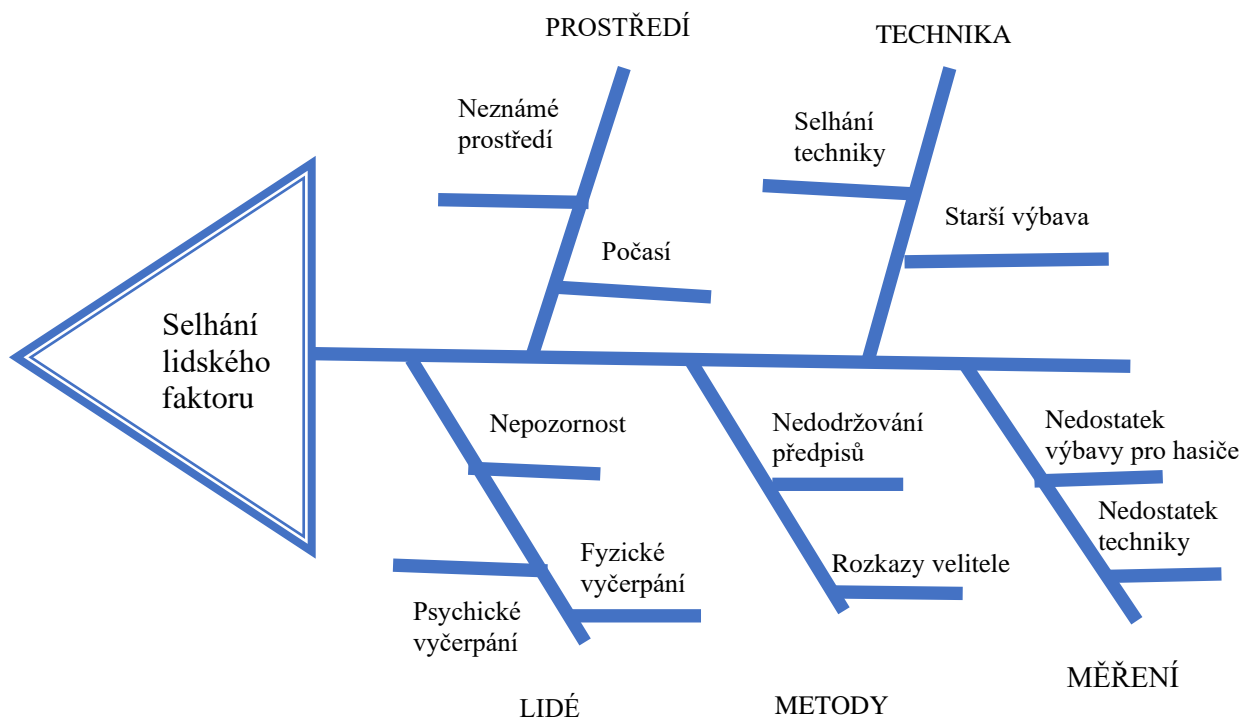 PROSTŘEDÍ
TECHNIKA
Neznámé
prostředí
Selhání
techniky
Starší výbava
Počasí
Selhání
lidského
faktoru
Nepozornost
Nedodržování
předpisů
Nedostatek
výbavy pro hasiče
Nedostatek
techniky
Fyzické
vyčerpání
Rozkazy velitele
Psychické
vyčerpání
MĚŘENÍ
LIDÉ
METODY